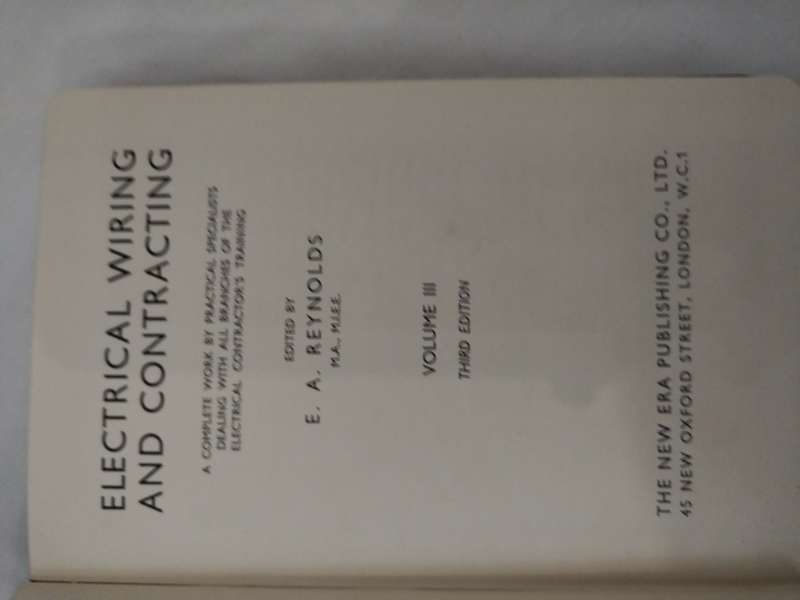 ELECTRICAL WIRING
AND CONTRACTING
A COMPLETE WORK BY PRACTICAL SPECIALISTS
DEALING WITH ALL BRANCHES OF THE
ELECTRICAL CONTRACTOR'S TRAINING
EDITED BY
E. A. REYNOLDS
M.A., M.I.E.E.
VOLUME III
THIRD EDITION
THE NEW ERA PUBLISHING CO., LTD.
45 NEW OXFORD STREET, LONDON, W.C.1